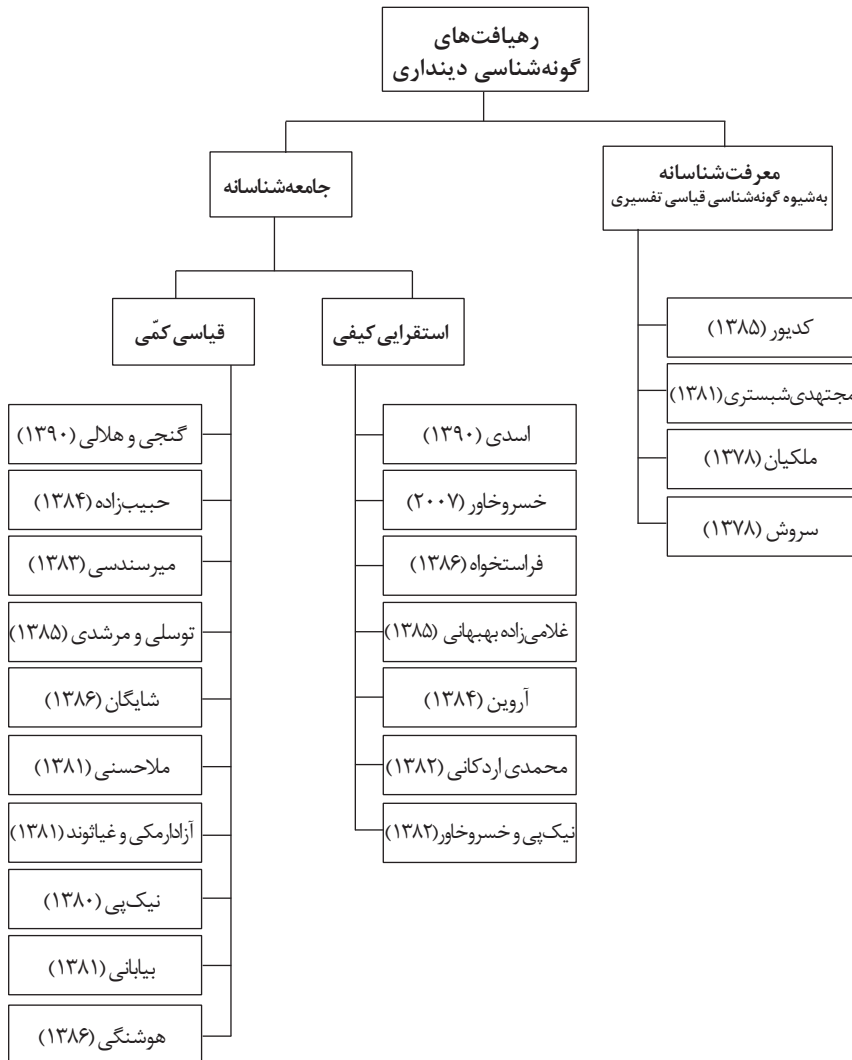 رهیافت‌های
گونه‌شناسی دینداری
معرفت‌شناسانه
به‌شیوه گونه‌شناسی قیاسی تفسیری
جامعه‌شناسانه
کدیور (۱۳۸۵)
مجتهدی‌شبستری (۱۳۸۱)
ملکیان (۱۳۷۸)
سروش (۱۳۷۸)
استقرایی کیفی
اسدی (۱۳۹۰)
خسروخاور (۲۰۰۷)
فراستخواه (۱۳۸۶)
غلامی‌زاده بهبهانی (۱۳۸۵)
آروین (۱۳۸۴)
محمدی اردکانی (۱۳۸۲)
نیک‌پی و خسروخاور (۱۳۸۲)
قیاسی کمّی
گنجی و هلالی (۱۳۹۰)
حبیب‌زاده (۱۳۸۴)
میرسندسی (۱۳۸۳)
توسلی و مرشدی (۱۳۸۵)
شایگان (۱۳۸۶)
ملاحسنی (۱۳۸۱)
آزادارمکی و غیاثوند (۱۳۸۱)
نیک‌پی (۱۳۸۰)
بیابانی (۱۳۸۱)
هوشنگی (۱۳۸۶)